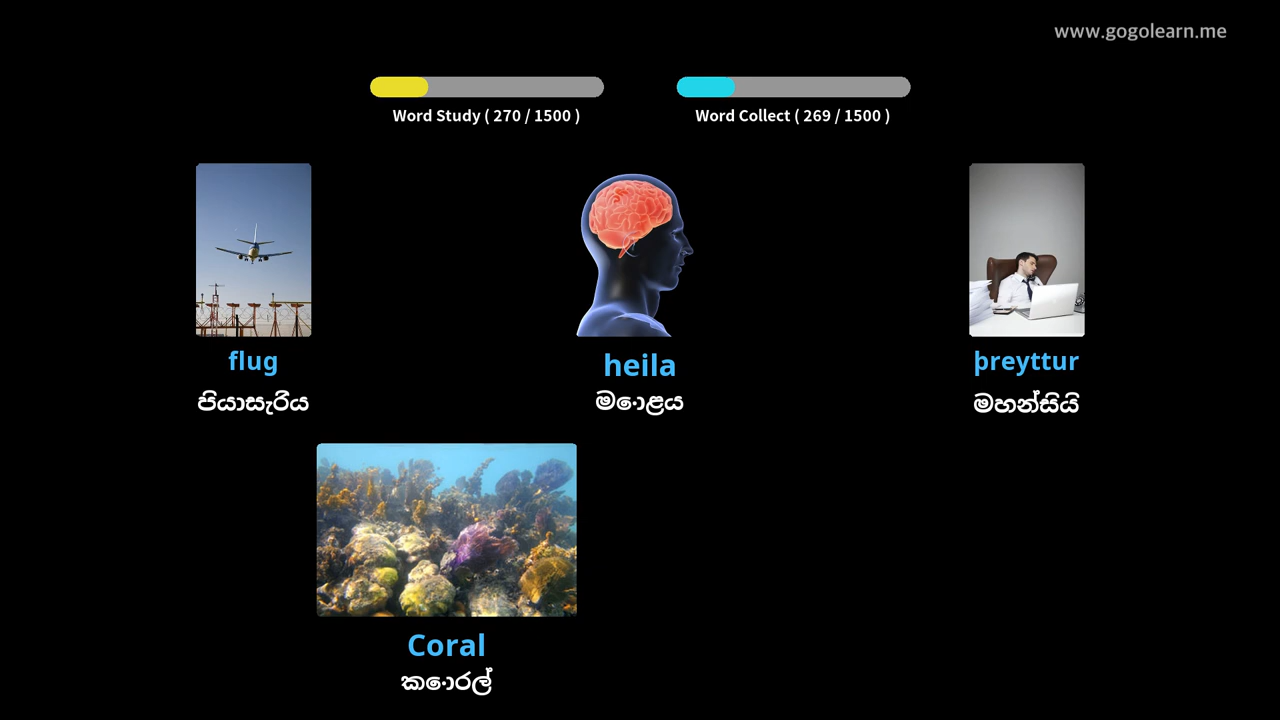 www.gogolearn.me
Word Study ( 270 / 1500 )
Word Collect ( 269 / 1500 )
flug
heila
þreyttur
පියාසැරිය
මොළය
මහන්සියි
Coral
කොරල්